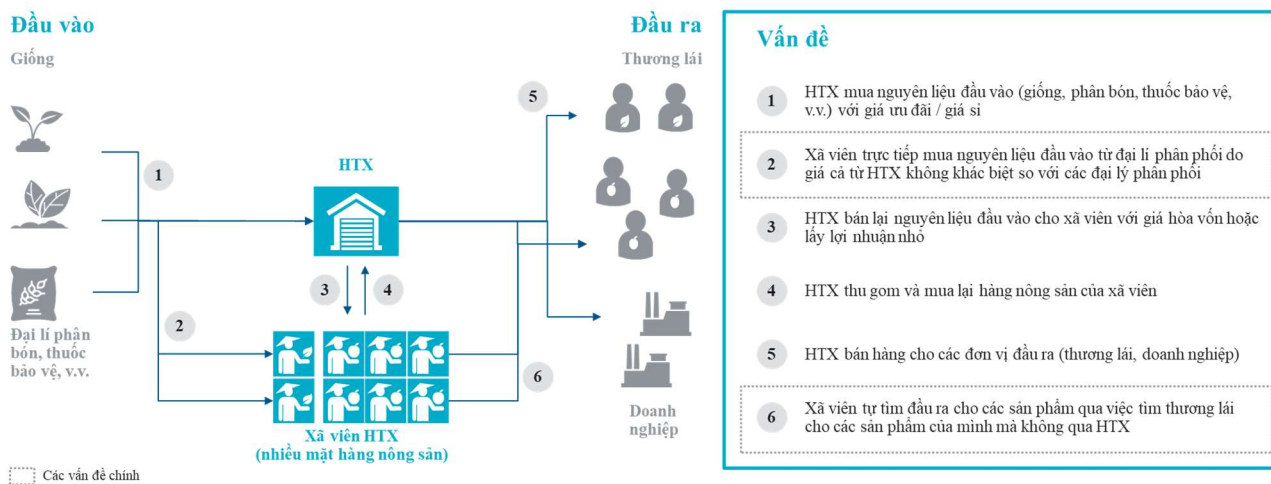 Đầu vào
Giống
Đại lí phân
bón, thuốc
bảo vệ, v.v.
1
2
HTX
3
4
Xã viên HTX
(nhiều mặt hàng nông sản)
5
6
Đầu ra
Thương lái
Doanh
nghiệp
Các vấn đề chính
Vấn đề
1
HTX mua nguyên liệu đầu vào (giống, phân bón, thuốc bảo vệ,
v.v.) với giá ưu đãi / giá sỉ
2
Xã viên trực tiếp mua nguyên liệu đầu vào từ đại lí phân phối do
giá cả từ HTX không khác biệt so với các đại lý phân phối
3
HTX bán lại nguyên liệu đầu vào cho xã viên với giá hòa vốn hoặc
lấy lợi nhuận nhỏ
4
HTX thu gom và mua lại hàng nông sản của xã viên
5
HTX bán hàng cho các đơn vị đầu ra (thương lái, doanh nghiệp)
6
Xã viên tự tìm đầu ra cho các sản phẩm qua việc tìm thương lái
cho các sản phẩm của mình mà không qua HTX